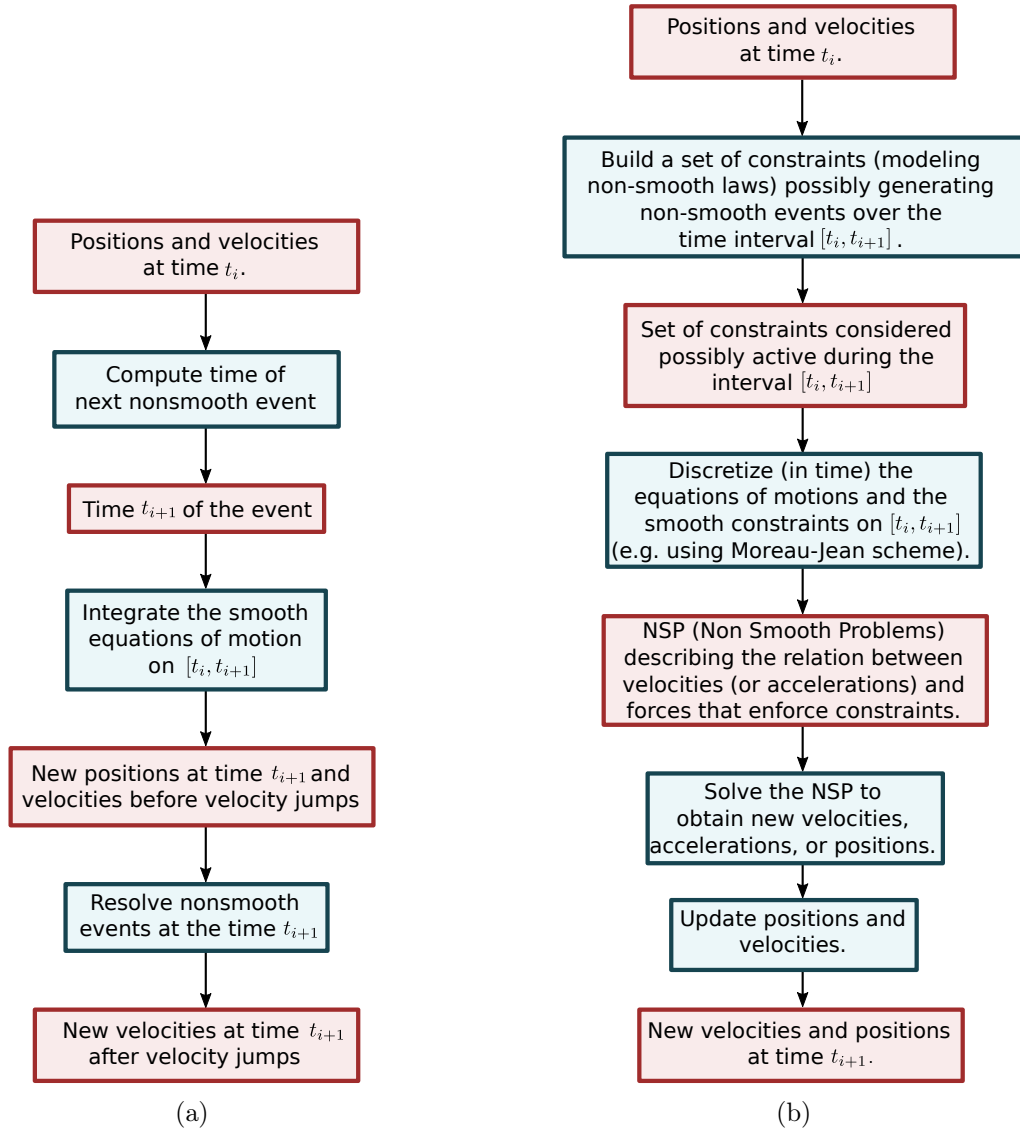 Positions and velocities
at time t_i.
Compute time of
next nonsmooth event
Time t_{i+1} of the event
Integrate the smooth
equations of motion
on [t_i, t_{i+1}]
New positions at time t_{i+1} and
velocities before velocity jumps
Resolve nonsmooth
events at the time t_{i+1}
New velocities at time t_{i+1}
after velocity jumps
(a)
Positions and velocities
at time t_i.
Build a set of constraints (modeling
non-smooth laws) possibly generating
non-smooth events over the
time interval [t_i, t_{i+1}] .
Set of constraints considered
possibly active during the
interval [t_i, t_{i+1}]
Discretize (in time) the
equations of motions and the
smooth constraints on [t_i, t_{i+1}]
(e.g. using Moreau-Jean scheme).
NSP (Non Smooth Problems)
describing the relation between
velocities (or accelerations) and
forces that enforce constraints.
Solve the NSP to
obtain new velocities,
accelerations, or positions.
Update positions and
velocities.
New velocities and positions
at time t_{i+1}.
(b)